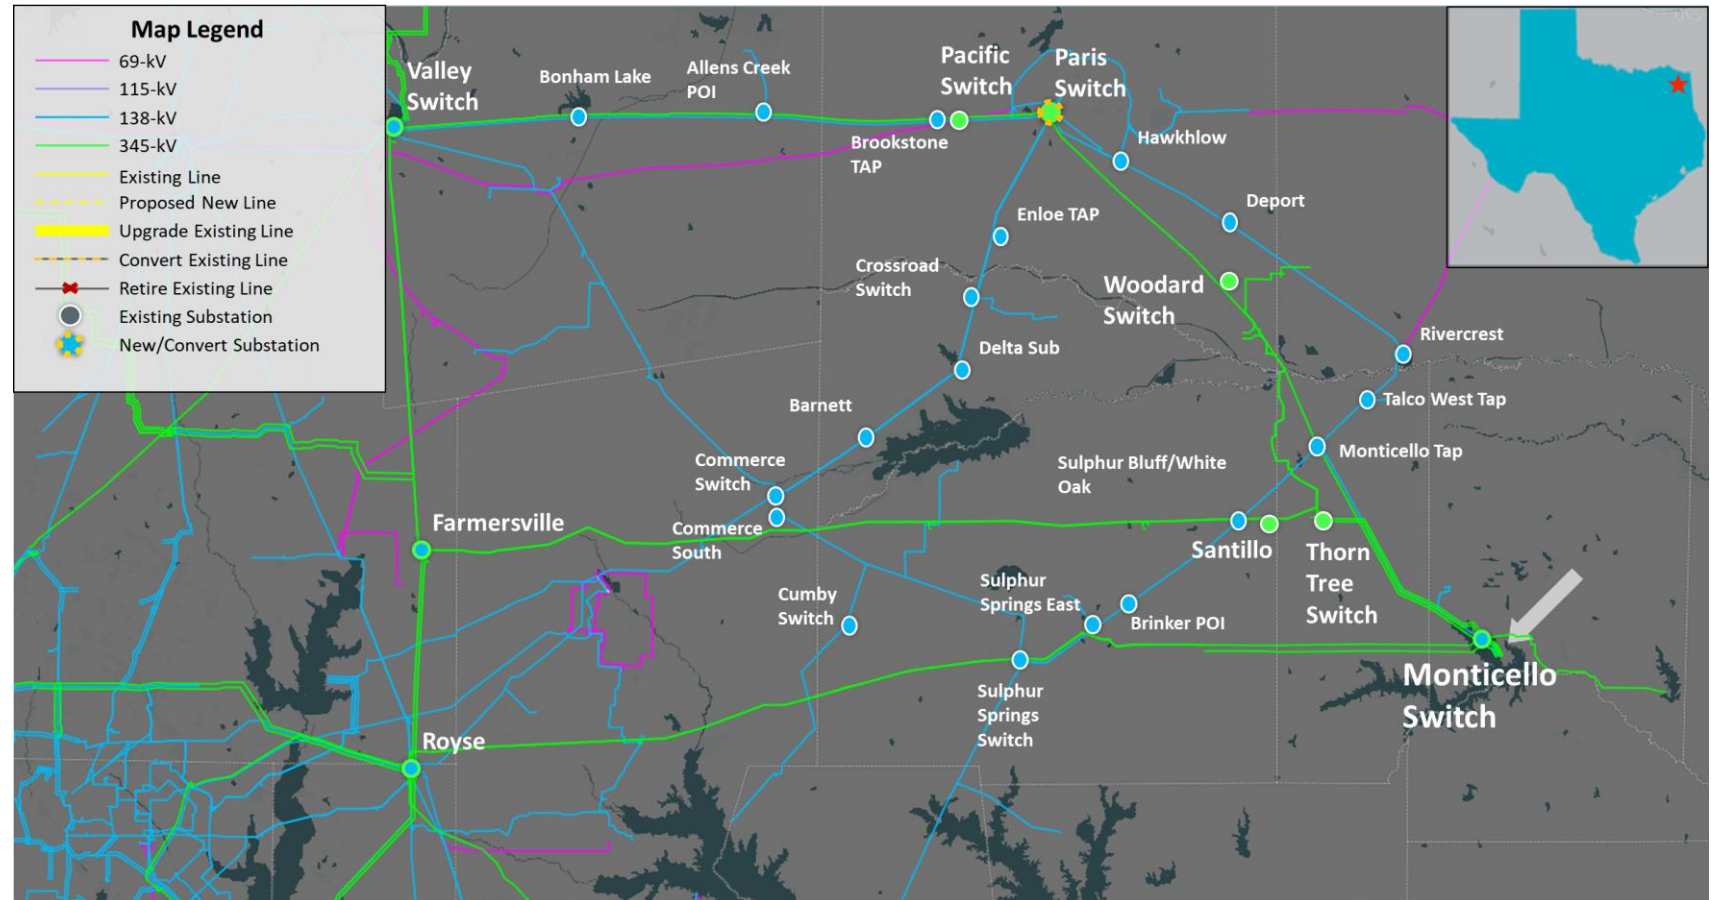 Map Legend
69-kV
115-kV
138-kV
345-kV
Existing Line
Proposed New Line
Upgrade Existing Line
Convert Existing Line
Retire Existing Line
Existing Substation
New/Convert Substation
Valley
Switch
Bonham Lake
Allens Creek
POI
Pacific
Switch
Paris
Switch
Brookstone
TAP
Hawkhlow
Enloe TAP
Deport
Crossroad
Switch
Woodard
Switch
Delta Sub
Rivercrest
Barnett
Talco West Tap
Commerce
Switch
Sulphur Bluff/White
Oak
Monticello Tap
Farmersville
Commerce
South
Santillo
Thorn
Tree
Switch
Cumby
Switch
Sulphur
Springs East
Brinker POI
Monticello
Switch
Sulphur
Springs
Switch
Royse